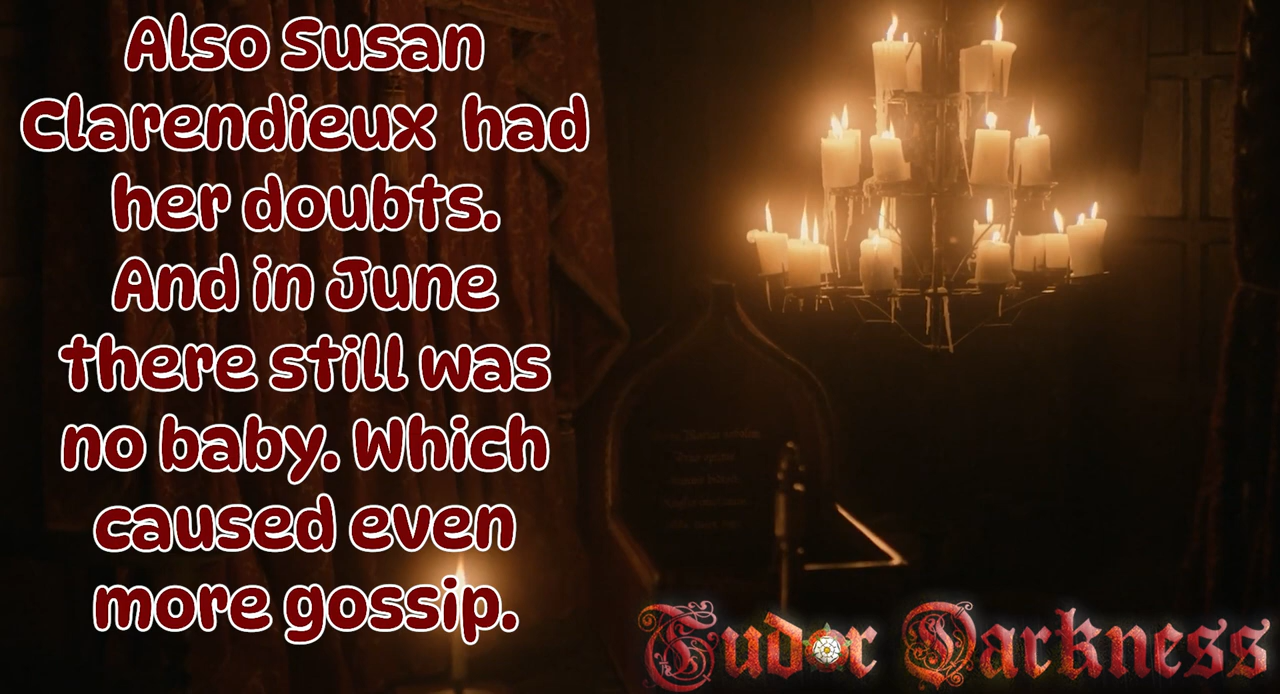 Also Susan
Clarendieux had
her doubts.
And in June
there still was
no baby. Which
caused even
more gossip.
Tudor Darkness